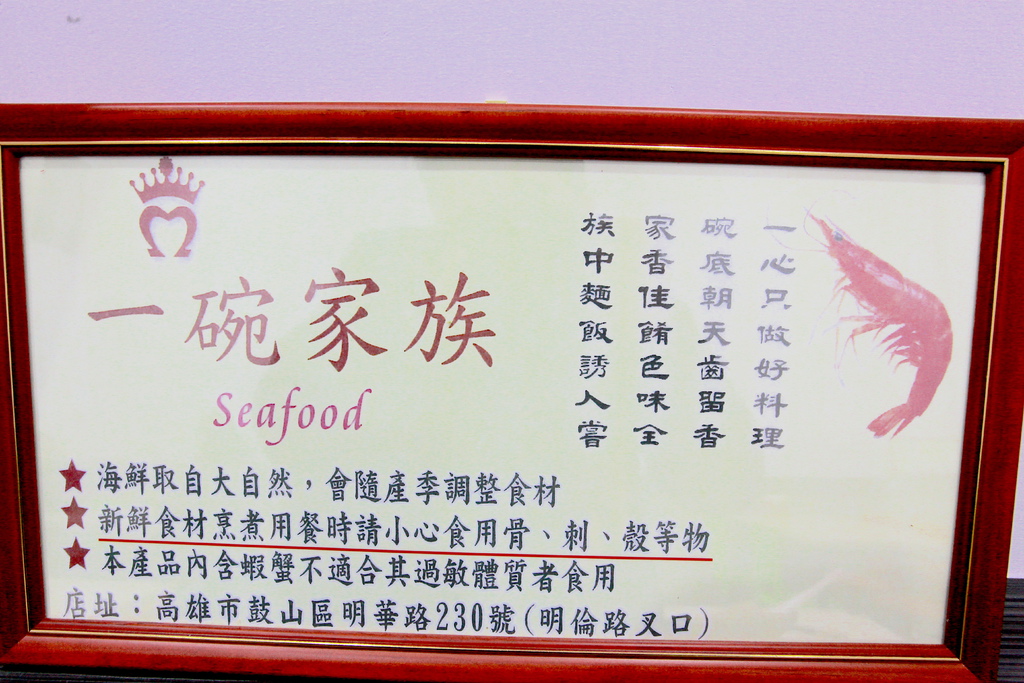 一碗家族
Seafood
一心只做好料理
碗底朝天齒留香
家香佳餚色味全
族中麵飯誘人嘗
★海鮮取自大自然，會隨產季調整食材
★新鮮食材烹煮用餐時請小心食用骨、刺、殼等物
★本產品內含蝦蟹不適合其過敏體質者食用
店址：高雄市鼓山區明華路230號(明倫路叉口)